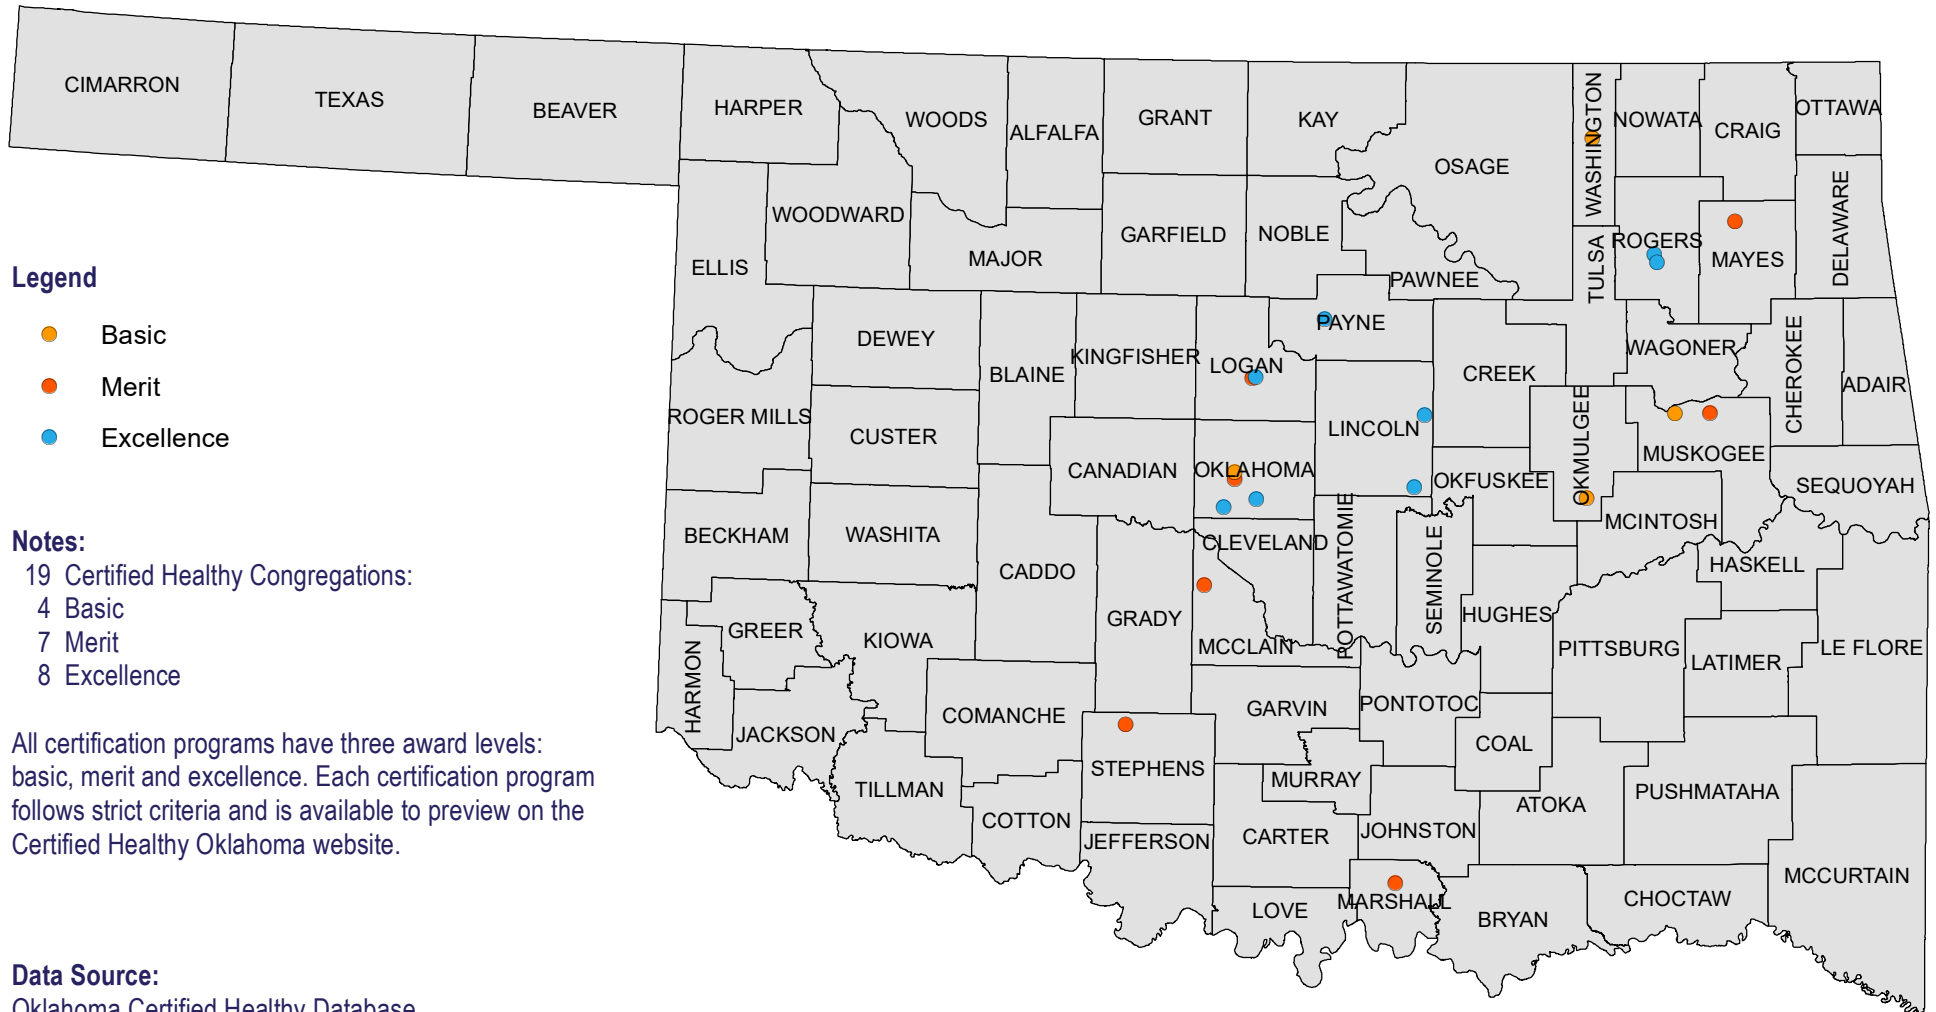 CIMARRON
TEXAS
BEAVER
HARPER
WOODS
ALFALFA
GRANT
KAY
OSAGE
WASHINGTON
NOWATA
CRAIG
OTTAWA
ELLIS
WOODWARD
MAJOR
GARFIELD
NOBLE
PAWNEE
TULSA
ROGERS
MAYES
DELAWARE
Legend
Basic
Merit
Excellence
DEWEY
BLAINE
KINGFISHER
LOGAN
PAYNE
CREEK
WAGONER
CHEROKEE
ADAIR
ROGER MILLS
CUSTER
CANADIAN
OKLAHOMA
LINCOLN
OKFUSKEE
OKMULGEE
MUSKOGEE
SEQUOYAH
BECKHAM
WASHITA
CADDO
GRADY
CLEVELAND
POTTAWATOMIE
SEMINOLE
HUGHES
MCINTOSH
HASKELL
Notes:
19 Certified Healthy Congregations:
4 Basic
7 Merit
8 Excellence
HARMON
GREER
KIOWA
MCCLAIN
PITTSBURG
LATIMER
LE FLORE
JACKSON
COMANCHE
GARVIN
PONTOTOC
COAL
All certification programs have three award levels:
basic, merit and excellence. Each certification program
follows strict criteria and is available to preview on the
Certified Healthy Oklahoma website.
TILLMAN
COTTON
STEPHENS
MURRAY
ATOKA
PUSHMATAHA
JEFFERSON
CARTER
JOHNSTON
LOVE
MARSHALL
BRYAN
CHOCTAW
MCCURTAIN
Data Source:
Oklahoma Certified Healthy Database